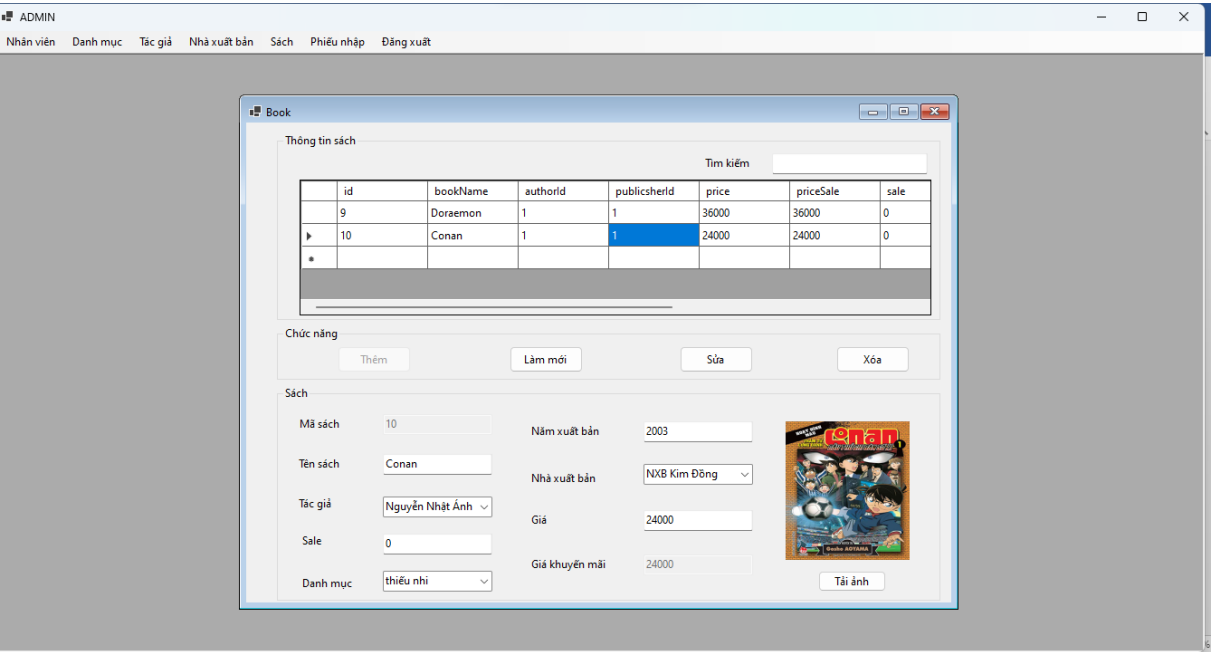 ADMIN
Nhân viên Danh mục Tác giả Nhà xuất bản Sách Phiếu nhập Đăng xuất
Book
Thông tin sách
Tìm kiếm
id bookName authorId publicsherId price priceSale sale
9 Doraemon 1 1 36000 36000 0
10 Conan 1 1 24000 24000 0
Chức năng
Thêm Làm mới Sửa Xóa
Sách
Mã sách 10
Tên sách Conan
Tác giả Nguyễn Nhật Ánh
Sale 0
Danh mục thiếu nhi
Năm xuất bản 2003
Nhà xuất bản NXB Kim Đồng
Giá 24000
Giá khuyến mãi 24000
Conan
1
Gosho AOYAMA
Tải ảnh